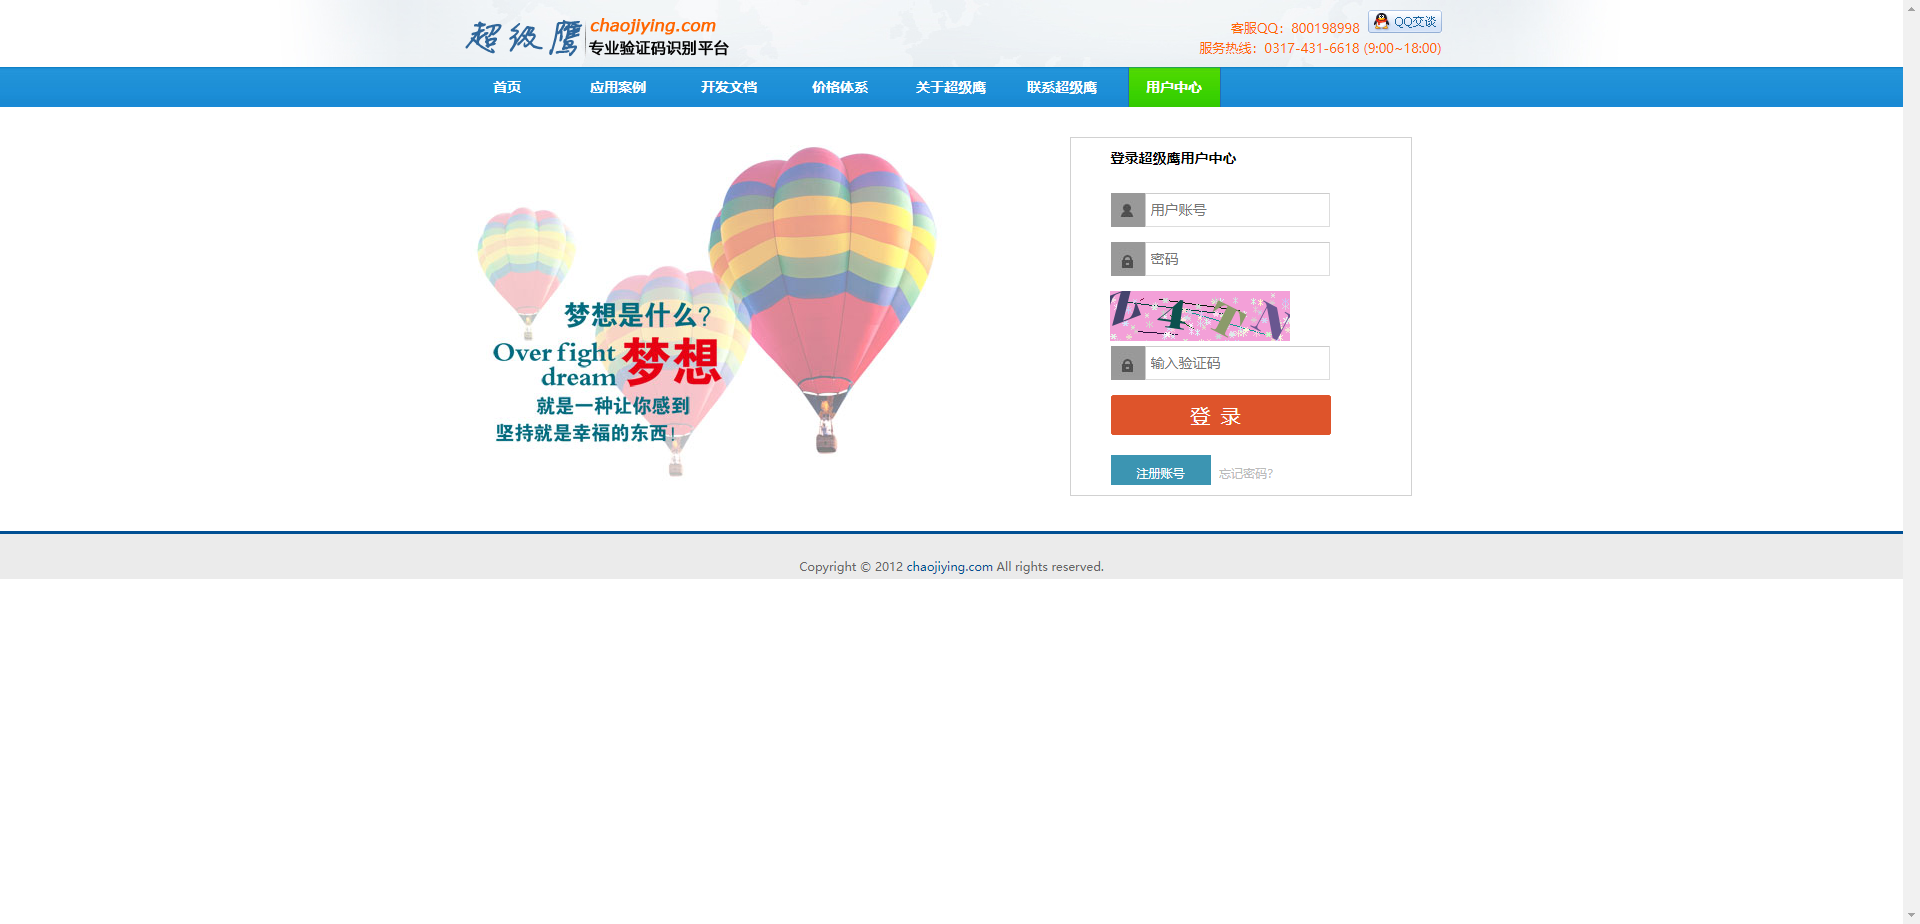 超级鹰
chaojiying.com
专业验证码识别平台
客服QQ：800198998 QQ交谈
服务热线：0317-431-6618 (9:00~18:00)
首页 应用案例 开发文档 价格体系 关于超级鹰 联系超级鹰 用户中心
梦想是什么?
Over fight
dream
梦想
就是一种让你感到
坚持就是幸福的东西!
登录超级鹰用户中心
用户账号
密码
输入验证码
登 录
注册账号 忘记密码?
Copyright © 2012 chaojiying.com All rights reserved.